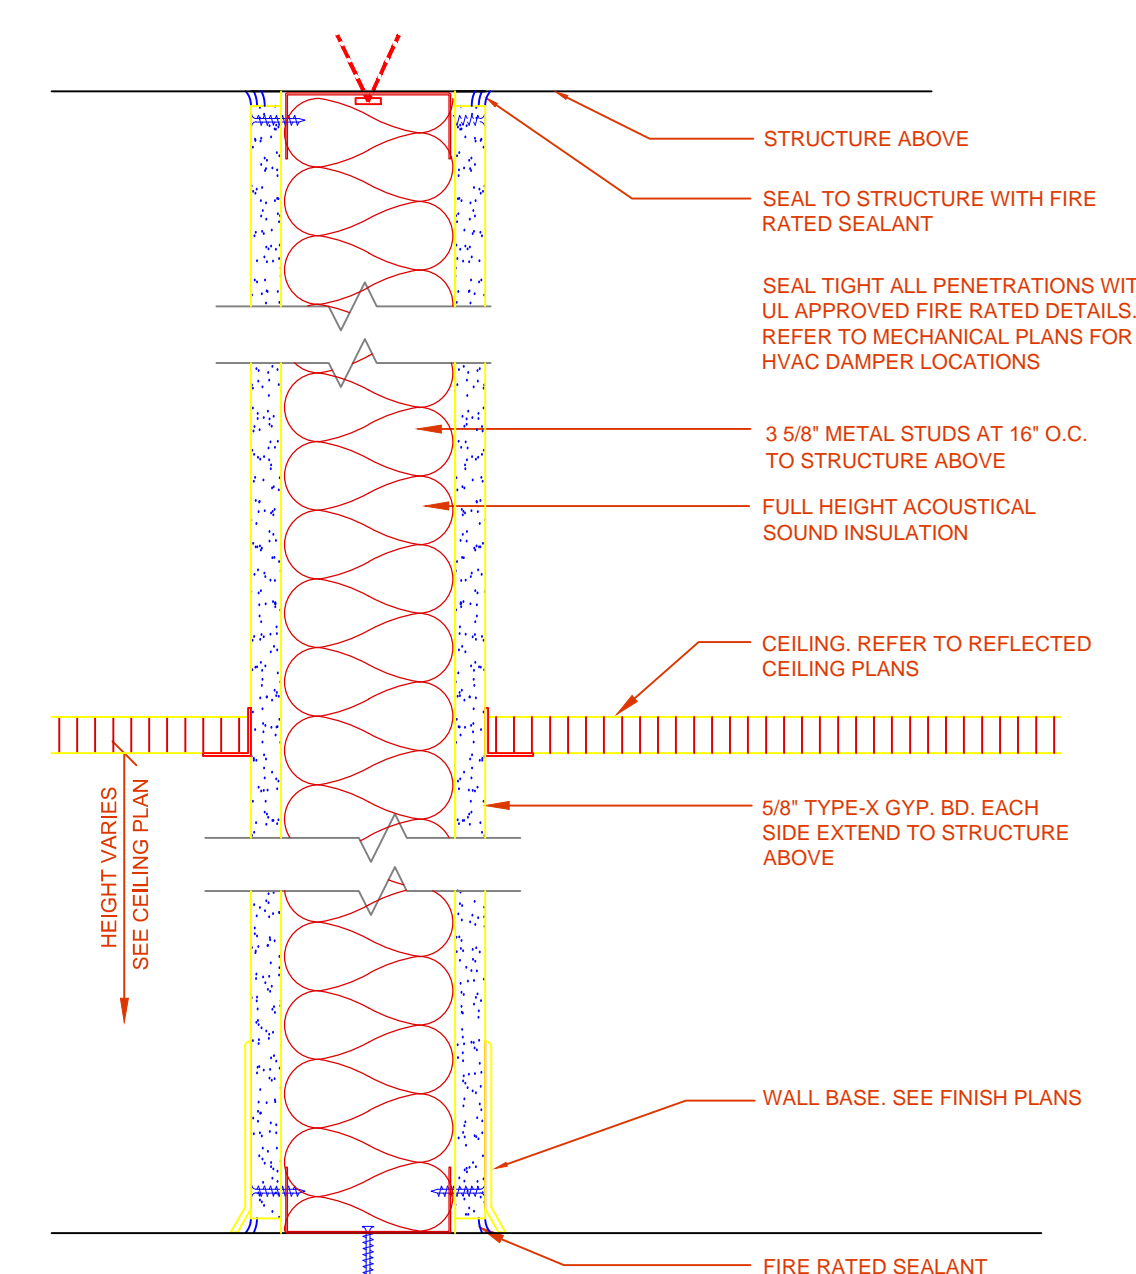 STRUCTURE ABOVE
SEAL TO STRUCTURE WITH FIRE
RATED SEALANT
SEAL TIGHT ALL PENETRATIONS WIT
UL APPROVED FIRE RATED DETAILS.
REFER TO MECHANICAL PLANS FOR
HVAC DAMPER LOCATIONS
3 5/8" METAL STUDS AT 16" O.C.
TO STRUCTURE ABOVE
FULL HEIGHT ACOUSTICAL
SOUND INSULATION
CEILING. REFER TO REFLECTED
CEILING PLANS
HEIGHT VARIES
SEE CEILING PLAN
5/8" TYPE-X GYP. BD. EACH
SIDE EXTEND TO STRUCTURE
ABOVE
WALL BASE. SEE FINISH PLANS
FIRE RATED SEALANT